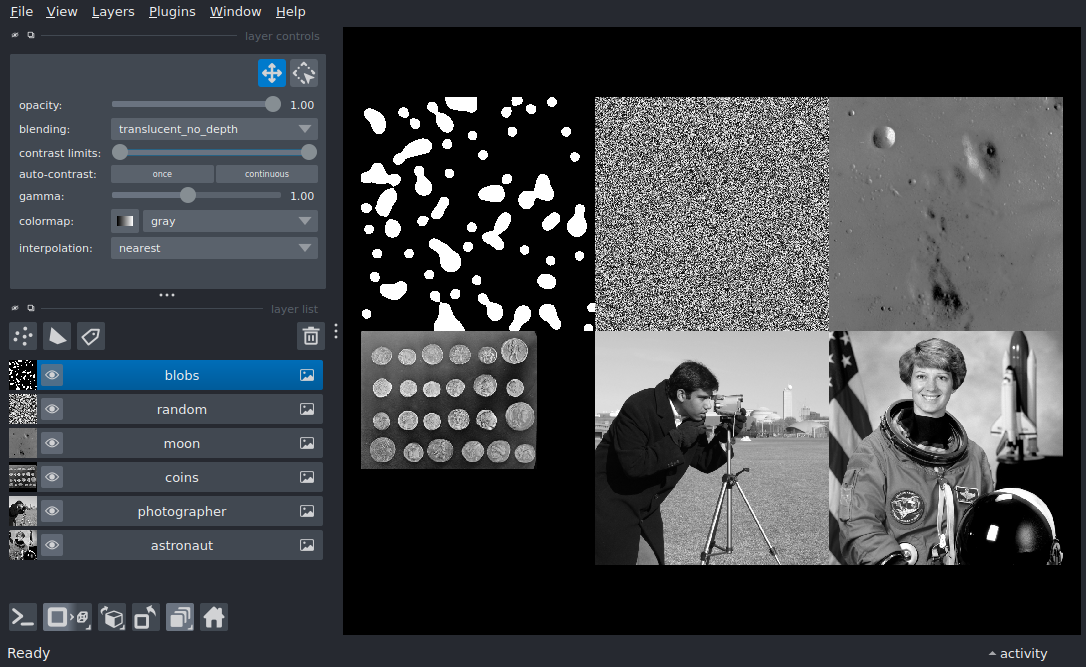 File View Layers Plugins Window Help
layer controls
opacity: 1.00
blending: translucent_no_depth
contrast limits:
auto-contrast: once continuous
gamma: 1.00
colormap: gray
interpolation: nearest
layer list
blobs
random
moon
coins
photographer
astronaut
Ready
activity